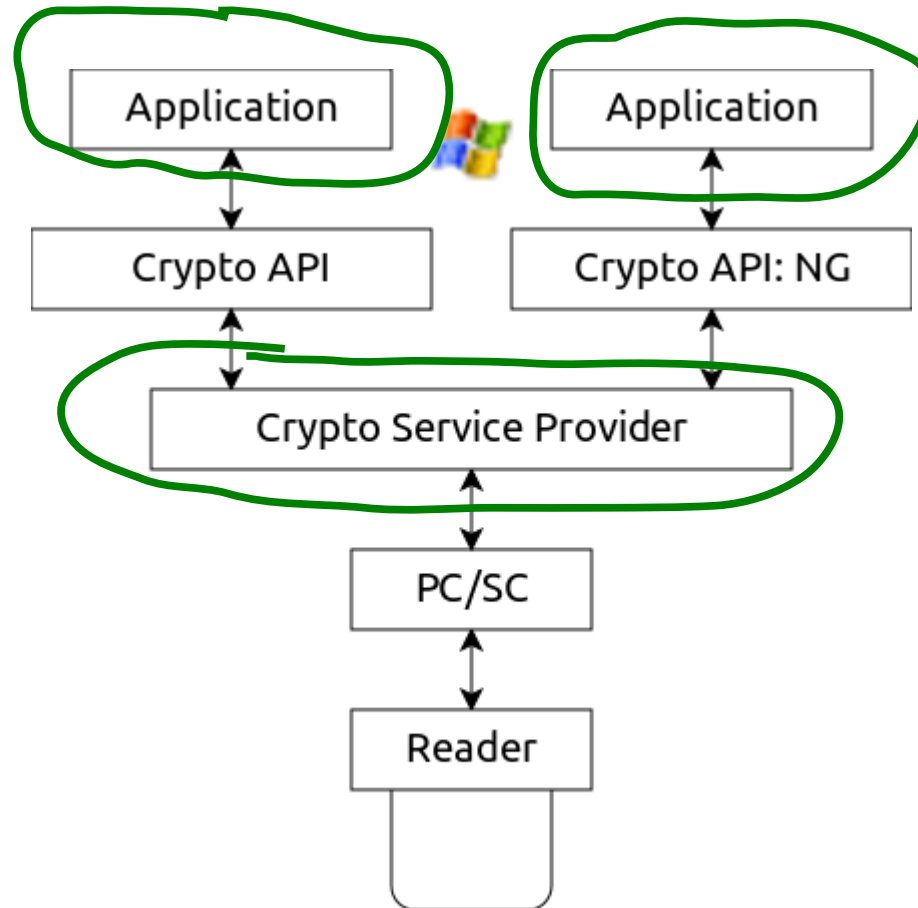 Application
Application
Crypto API
Crypto API: NG
Crypto Service Provider
PC/SC
Reader